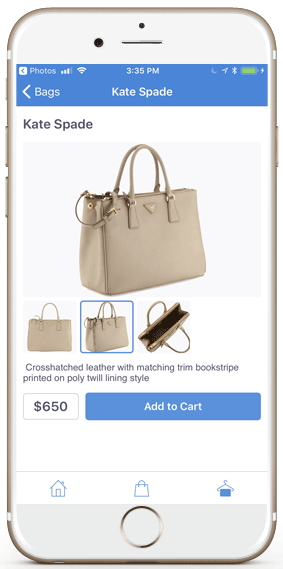 Photos
3:35 PM
Bags
Kate Spade
Kate Spade
Crosshatched leather with matching trim bookstripe
printed on poly twill lining style
$650
Add to Cart